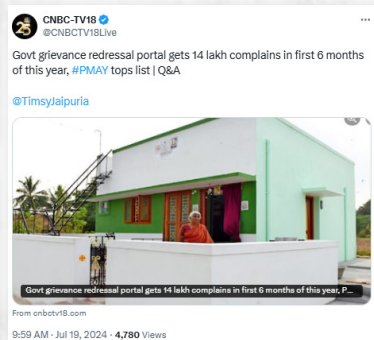 CNBC-TV18
@CNBCTV18Live
Govt grievance redressal portal gets 14 lakh complains in first 6 months
of this year, #PMAY tops list | Q&A
@TimsyJaipuria
Govt grievance redressal portal gets 14 lakh complains in first 6 months of this year, P...
From cnbctv18.com
9:59 AM · Jul 19, 2024 · 4,780 Views